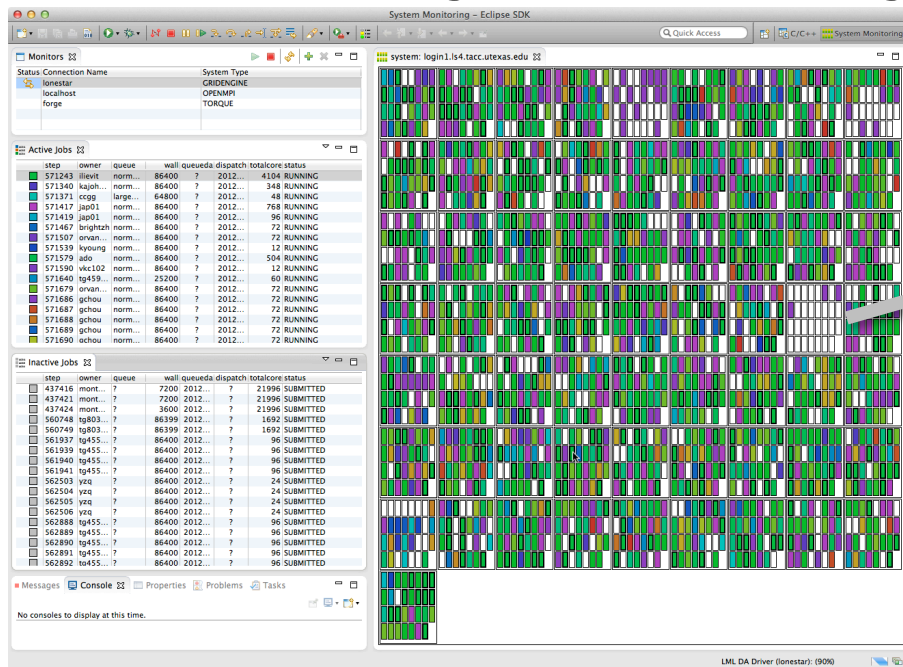 System Monitoring - Eclipse SDK
Quick Access
C/C++
System Monitoring
Monitors
system: login1.ls4.tacc.utexas.edu
Status Connection Name System Type
lonestar GRIDENGINE
localhost OPENMPI
forge TORQUE
Active Jobs
step owner queue wall queueda dispatch totalcore status
571243 ilievit norm... 86400 ? 2012... 4104 RUNNING
571340 kajoh... norm... 86400 ? 2012... 348 RUNNING
571371 ccgg large... 64800 ? 2012... 48 RUNNING
571417 jap01 norm... 86400 ? 2012... 768 RUNNING
571419 jap01 norm... 86400 ? 2012... 96 RUNNING
571467 brightzh norm... 86400 ? 2012... 72 RUNNING
571507 orvan... norm... 86400 ? 2012... 72 RUNNING
571539 kyoung norm... 86400 ? 2012... 12 RUNNING
571579 ado norm... 86400 ? 2012... 504 RUNNING
571590 vkc102 norm... 86400 ? 2012... 12 RUNNING
571640 tg459... norm... 25200 ? 2012... 60 RUNNING
571679 orvan... norm... 86400 ? 2012... 72 RUNNING
571686 gchou norm... 86400 ? 2012... 72 RUNNING
571687 gchou norm... 86400 ? 2012... 72 RUNNING
571688 gchou norm... 86400 ? 2012... 72 RUNNING
571689 gchou norm... 86400 ? 2012... 72 RUNNING
571690 gchou norm... 86400 ? 2012... 72 RUNNING
Inactive Jobs
step owner queue wall queueda dispatch totalcore status
437416 mont... ? 7200 2012... ? 21996 SUBMITTED
437421 mont... ? 7200 2012... ? 21996 SUBMITTED
437424 mont... ? 3600 2012... ? 21996 SUBMITTED
560748 tg803... ? 86399 2012... ? 1692 SUBMITTED
560749 tg803... ? 86399 2012... ? 1692 SUBMITTED
561937 tg455... ? 86400 2012... ? 96 SUBMITTED
561939 tg455... ? 86400 2012... ? 96 SUBMITTED
561940 tg455... ? 86400 2012... ? 96 SUBMITTED
561941 tg455... ? 86400 2012... ? 96 SUBMITTED
562503 yzq ? 86400 2012... ? 24 SUBMITTED
562504 yzq ? 86400 2012... ? 24 SUBMITTED
562505 yzq ? 86400 2012... ? 24 SUBMITTED
562506 yzq ? 86400 2012... ? 24 SUBMITTED
562888 tg455... ? 86400 2012... ? 96 SUBMITTED
562889 tg455... ? 86400 2012... ? 96 SUBMITTED
562890 tg455... ? 86400 2012... ? 96 SUBMITTED
562891 tg455... ? 86400 2012... ? 96 SUBMITTED
562892 tg455... ? 86400 2012... ? 96 SUBMITTED
Messages Console Properties Problems Tasks
No consoles to display at this time.
LML DA Driver (lonestar): (90%)